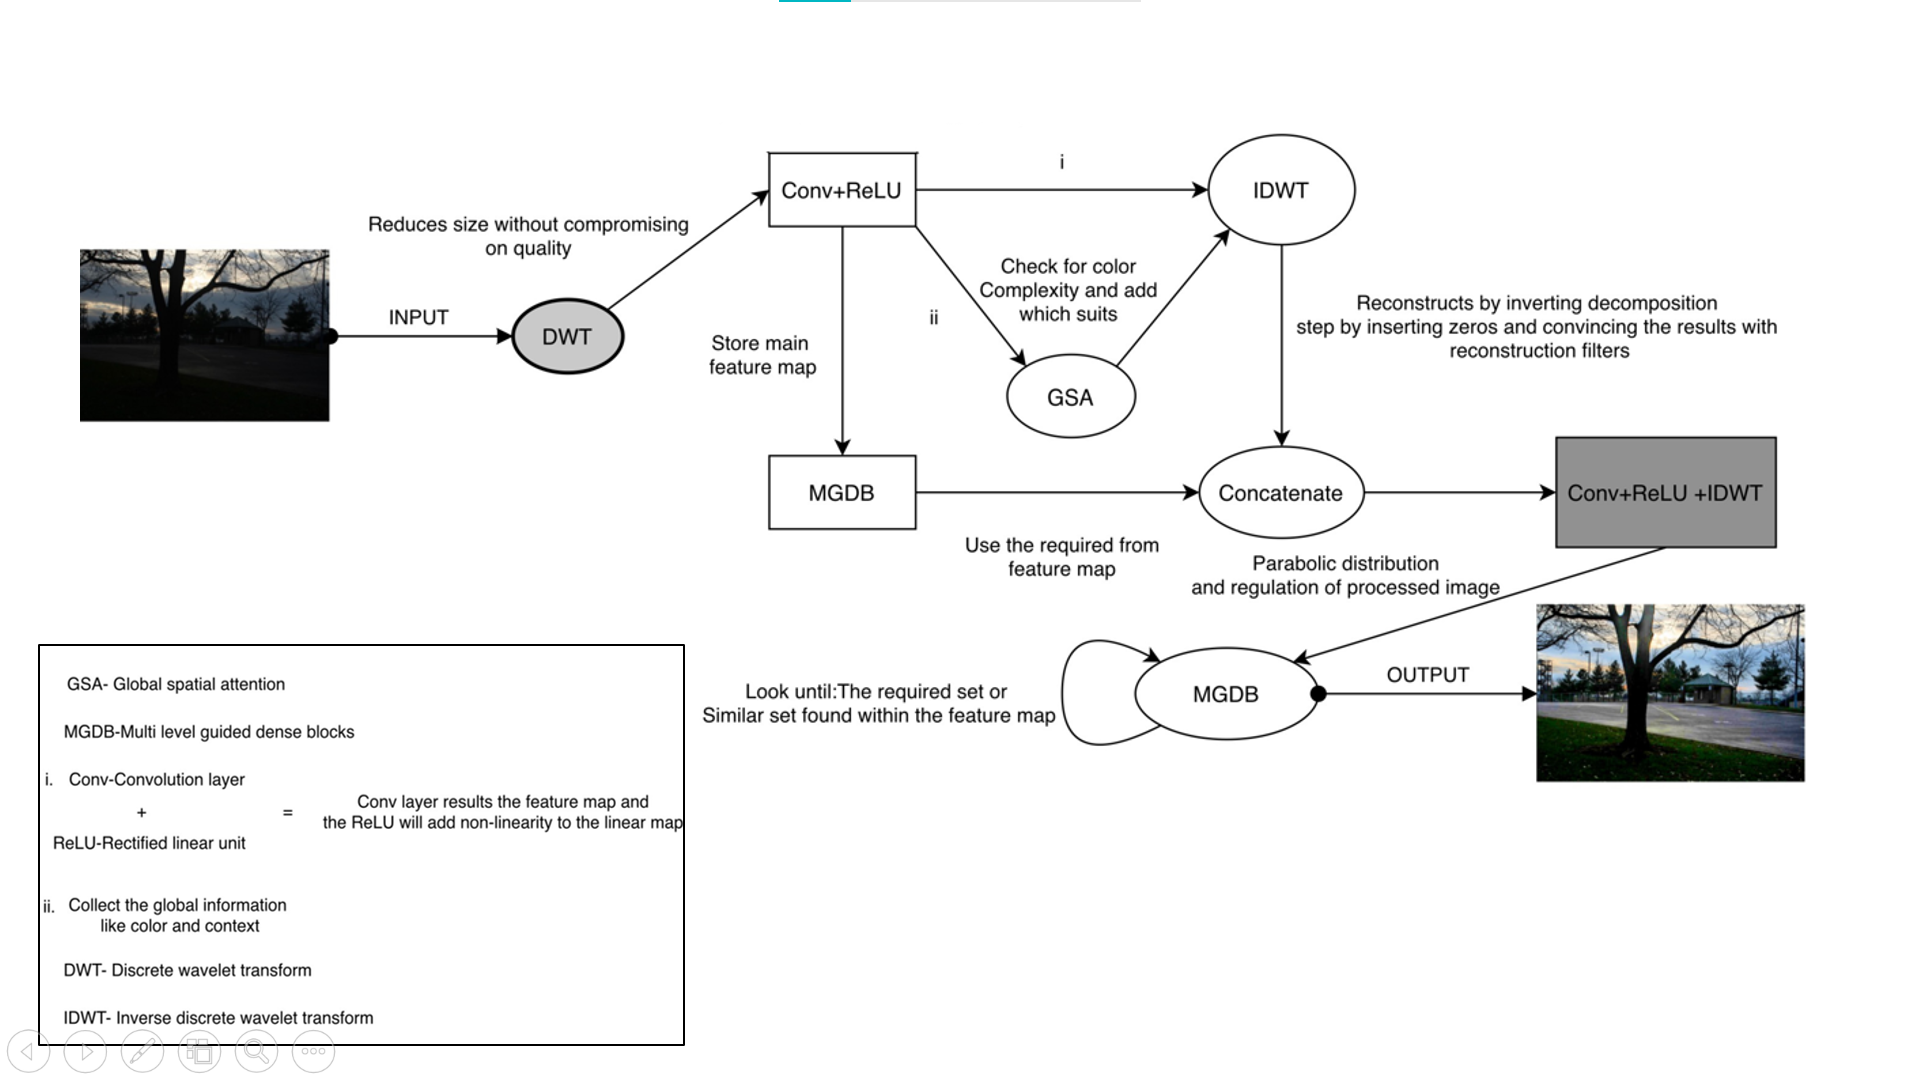 Conv+ReLU
i
IDWT
Reduces size without compromising
on quality
INPUT
DWT
Check for color
Complexity and add
which suits
ii
Store main
feature map
GSA
Reconstructs by inverting decomposition
step by inserting zeros and convincing the results with
reconstruction filters
MGDB
Concatenate
Conv+ReLU +IDWT
Use the required from
feature map
Parabolic distribution
and regulation of processed image
Look until:The required set or
Similar set found within the feature map
MGDB
OUTPUT
GSA- Global spatial attention
MGDB-Multi level guided dense blocks
i. Conv-Convolution layer
+
ReLU-Rectified linear unit
=
Conv layer results the feature map and
the ReLU will add non-linearity to the linear map
ii. Collect the global information
like color and context
DWT- Discrete wavelet transform
IDWT- Inverse discrete wavelet transform